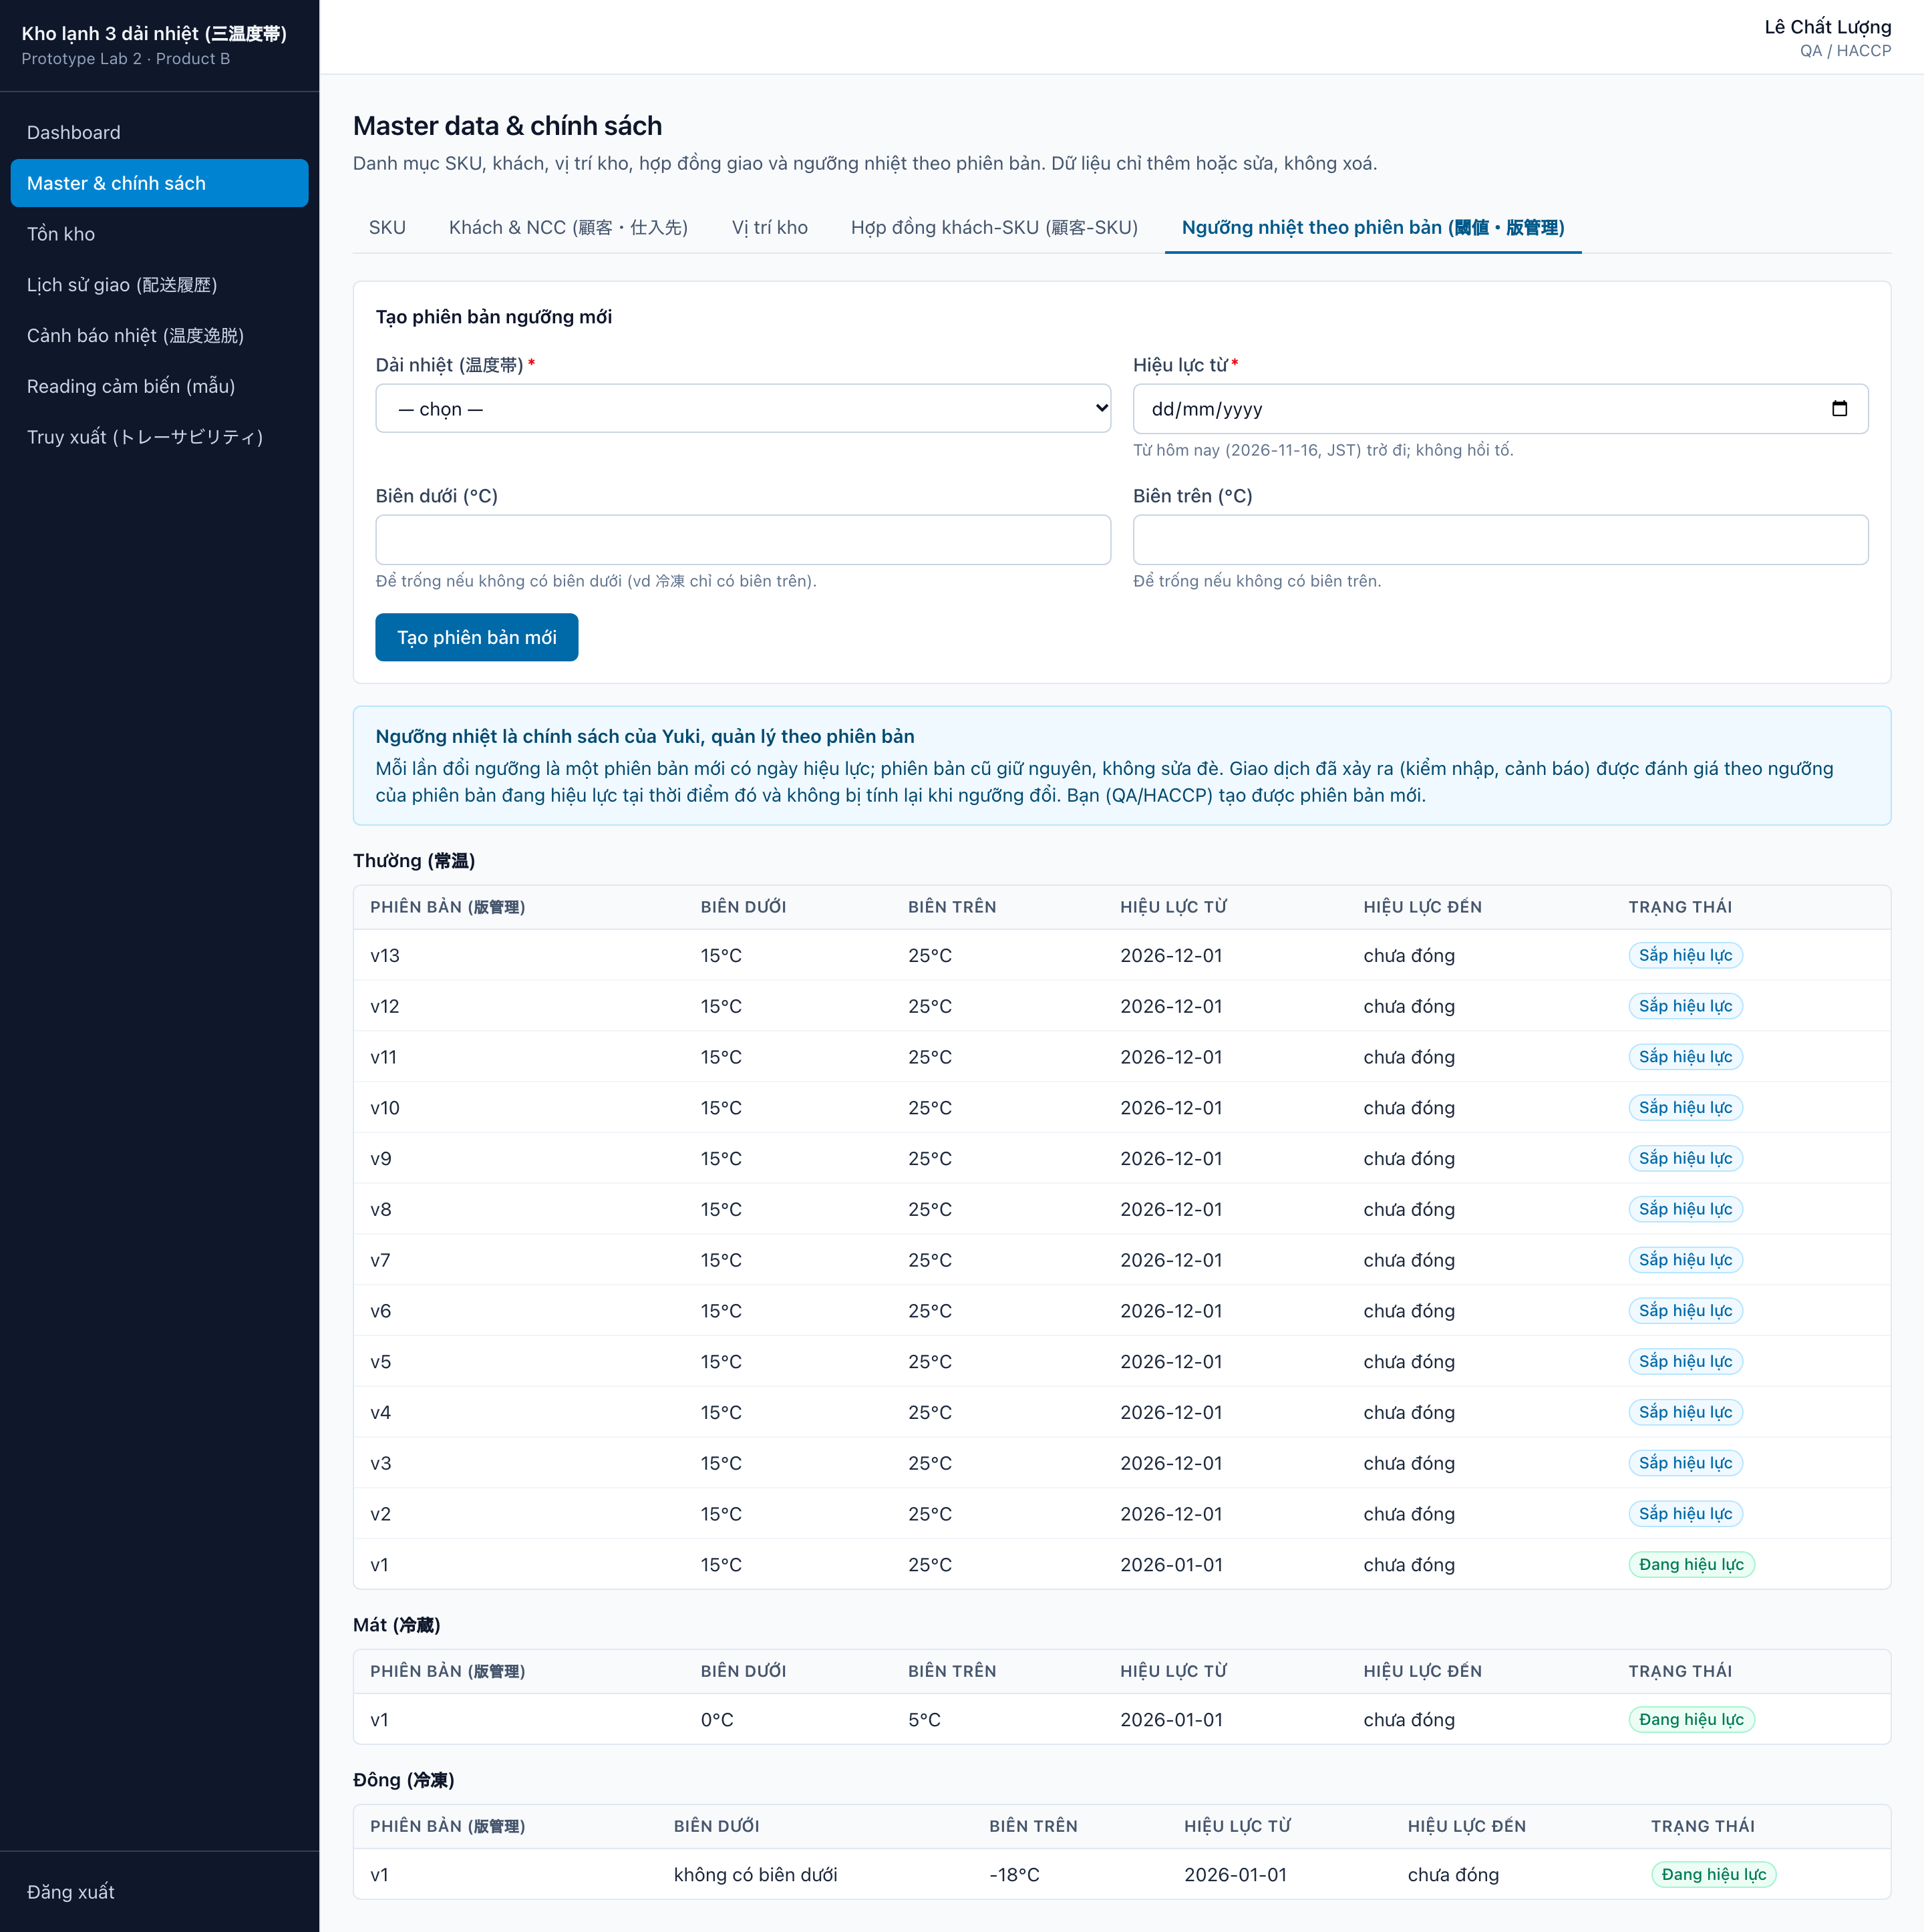 Kho lạnh 3 dải nhiệt (三温度帯)
Prototype Lab 2 · Product B
Dashboard
Master & chính sách
Tồn kho
Lịch sử giao (配送履歴)
Cảnh báo nhiệt (温度逸脱)
Reading cảm biến (mẫu)
Truy xuất (トレーサビリティ)
Đăng xuất
Lê Chất Lượng
QA / HACCP
Master data & chính sách
Danh mục SKU, khách, vị trí kho, hợp đồng giao và ngưỡng nhiệt theo phiên bản. Dữ liệu chỉ thêm hoặc sửa, không xoá.
SKU Khách & NCC (顧客・仕入先) Vị trí kho Hợp đồng khách-SKU (顧客-SKU) Ngưỡng nhiệt theo phiên bản (閾値・版管理)
Tạo phiên bản ngưỡng mới
Dải nhiệt (温度帯) * Hiệu lực từ *
— chọn — dd/mm/yyyy
Từ hôm nay (2026-11-16, JST) trở đi; không hồi tố.
Biên dưới (°C) Biên trên (°C)
Để trống nếu không có biên dưới (vd 冷凍 chỉ có biên trên). Để trống nếu không có biên trên.
Tạo phiên bản mới
Ngưỡng nhiệt là chính sách của Yuki, quản lý theo phiên bản
Mỗi lần đổi ngưỡng là một phiên bản mới có ngày hiệu lực; phiên bản cũ giữ nguyên, không sửa đè. Giao dịch đã xảy ra (kiểm nhập, cảnh báo) được đánh giá theo ngưỡng
của phiên bản đang hiệu lực tại thời điểm đó và không bị tính lại khi ngưỡng đổi. Bạn (QA/HACCP) tạo được phiên bản mới.
Thường (常温)
PHIÊN BẢN (版管理) BIÊN DƯỚI BIÊN TRÊN HIỆU LỰC TỪ HIỆU LỰC ĐẾN TRẠNG THÁI
v13 15°C 25°C 2026-12-01 chưa đóng Sắp hiệu lực
v12 15°C 25°C 2026-12-01 chưa đóng Sắp hiệu lực
v11 15°C 25°C 2026-12-01 chưa đóng Sắp hiệu lực
v10 15°C 25°C 2026-12-01 chưa đóng Sắp hiệu lực
v9 15°C 25°C 2026-12-01 chưa đóng Sắp hiệu lực
v8 15°C 25°C 2026-12-01 chưa đóng Sắp hiệu lực
v7 15°C 25°C 2026-12-01 chưa đóng Sắp hiệu lực
v6 15°C 25°C 2026-12-01 chưa đóng Sắp hiệu lực
v5 15°C 25°C 2026-12-01 chưa đóng Sắp hiệu lực
v4 15°C 25°C 2026-12-01 chưa đóng Sắp hiệu lực
v3 15°C 25°C 2026-12-01 chưa đóng Sắp hiệu lực
v2 15°C 25°C 2026-12-01 chưa đóng Sắp hiệu lực
v1 15°C 25°C 2026-01-01 chưa đóng Đang hiệu lực
Mát (冷蔵)
PHIÊN BẢN (版管理) BIÊN DƯỚI BIÊN TRÊN HIỆU LỰC TỪ HIỆU LỰC ĐẾN TRẠNG THÁI
v1 0°C 5°C 2026-01-01 chưa đóng Đang hiệu lực
Đông (冷凍)
PHIÊN BẢN (版管理) BIÊN DƯỚI BIÊN TRÊN HIỆU LỰC TỪ HIỆU LỰC ĐẾN TRẠNG THÁI
v1 không có biên dưới -18°C 2026-01-01 chưa đóng Đang hiệu lực